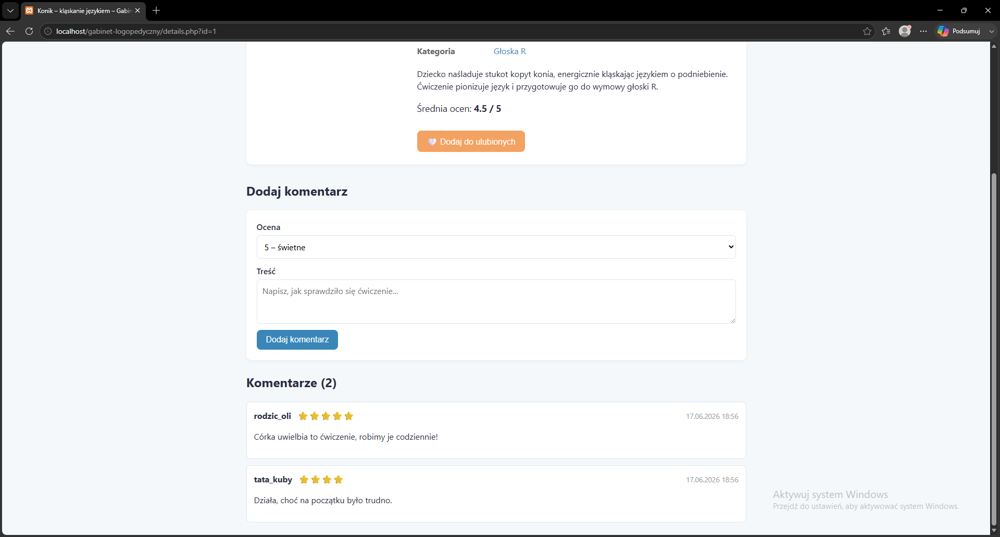 Konik – kląskanie językiem – Gabin
localhost/gabinet-logopedyczny/details.php?id=1
Podsumuj
Kategoria Głoska R
Dziecko naśladuje stukot kopyt konia, energicznie kląskając językiem o podniebienie.
Ćwiczenie pionizuje język i przygotowuje go do wymowy głoski R.
Średnia ocen: 4.5 / 5
Dodaj do ulubionych
Dodaj komentarz
Ocena
5 – świetne
Treść
Napisz, jak sprawdziło się ćwiczenie...
Dodaj komentarz
Komentarze (2)
rodzic_oli 17.06.2026 18:56
Córka uwielbia to ćwiczenie, robimy je codziennie!
tata_kuby 17.06.2026 18:56
Działa, choć na początku było trudno.
Aktywuj system Windows
Przejdź do ustawień, aby aktywować system Windows.